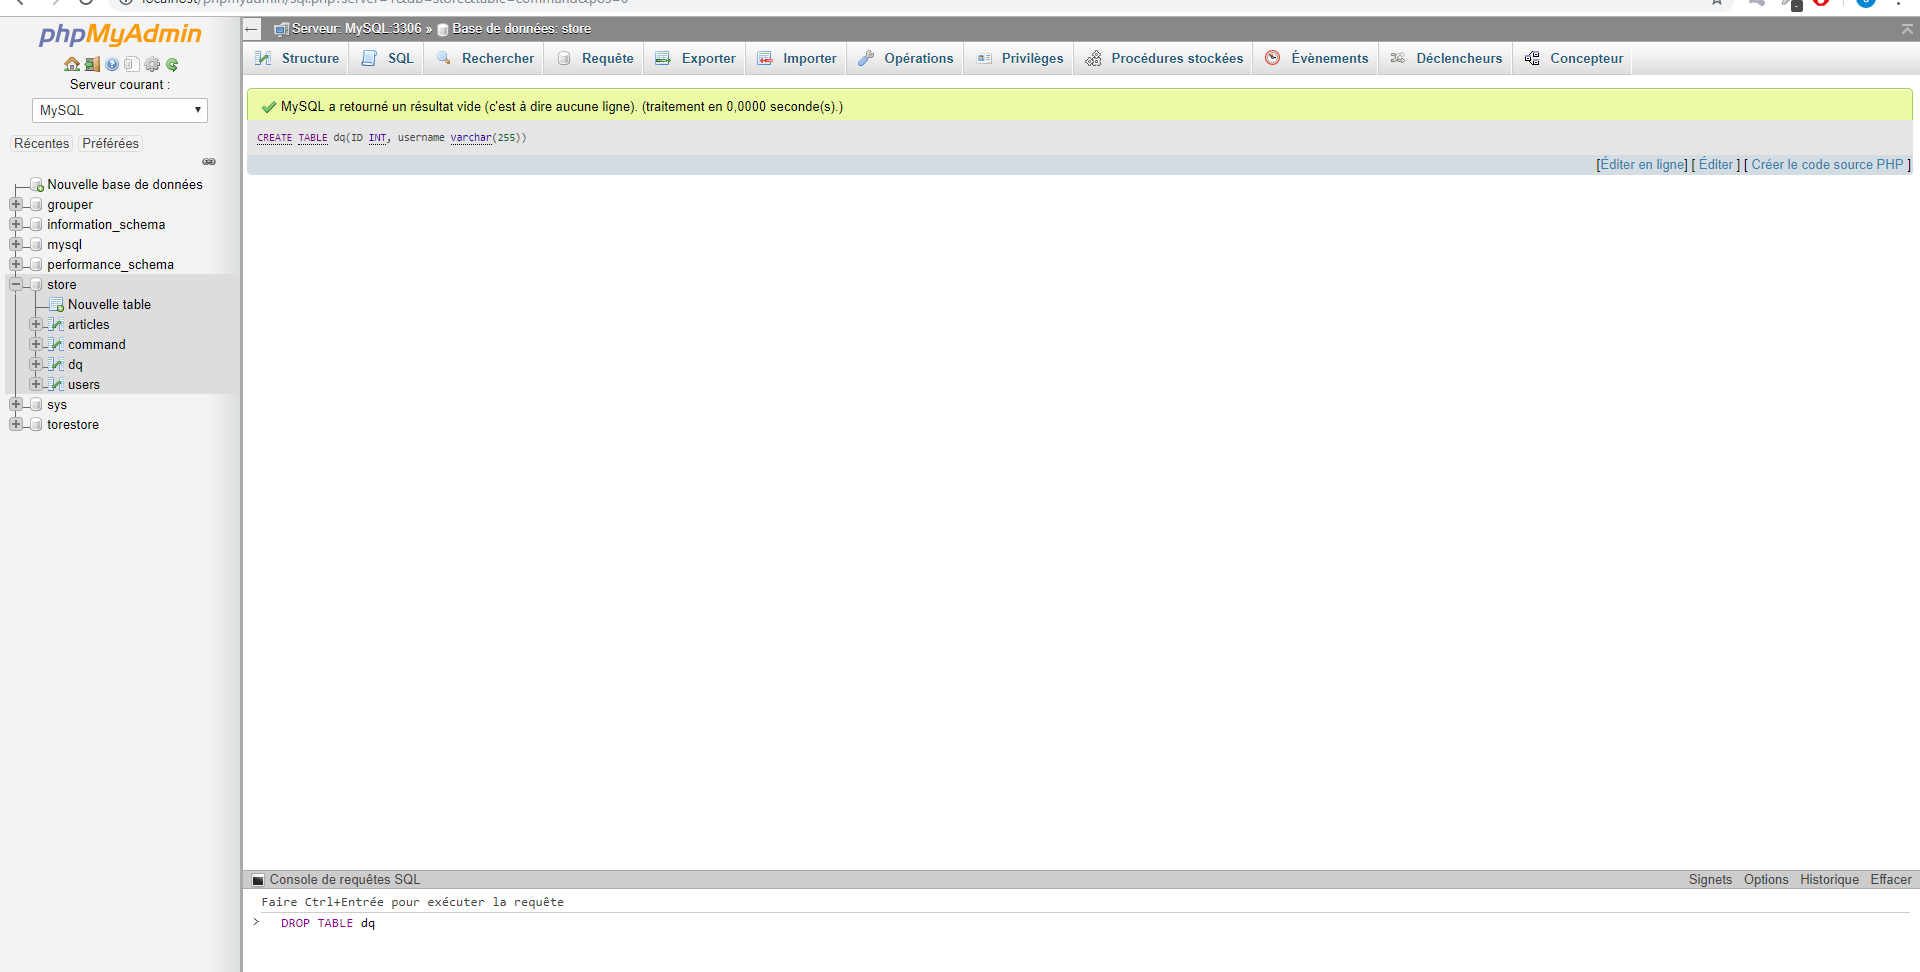 localhost/phpmyadmin/sql.php?server=1&db=store&table=command&pos=0
phpMyAdmin
Serveur courant :
MySQL
Récentes Préférées
Nouvelle base de données
grouper
information_schema
mysql
performance_schema
store
Nouvelle table
articles
command
dq
users
sys
torestore
Serveur: MySQL:3306 » Base de données: store
Structure SQL Rechercher Requête Exporter Importer Opérations Privilèges Procédures stockées Évènements Déclencheurs Concepteur
MySQL a retourné un résultat vide (c'est à dire aucune ligne). (traitement en 0,0000 seconde(s).)
CREATE TABLE dq(ID INT, username varchar(255))
[Éditer en ligne] [ Éditer ] [ Créer le code source PHP ]
Console de requêtes SQL
Signets Options Historique Effacer
Faire Ctrl+Entrée pour exécuter la requête
> DROP TABLE dq